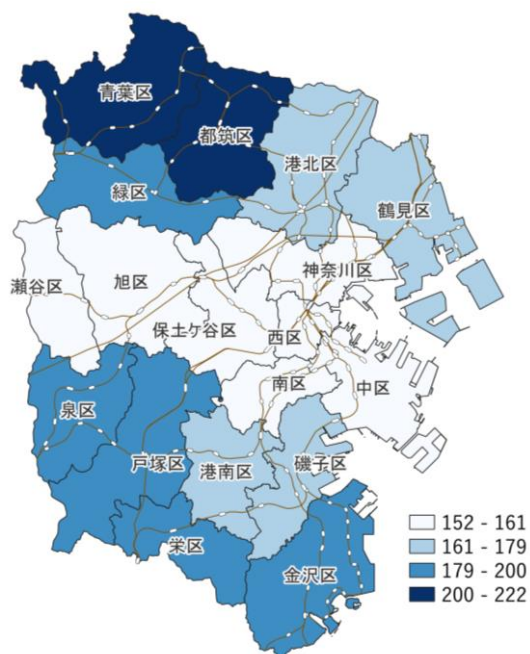 青葉区
都筑区
港北区
緑区
鶴見区
神奈川区
瀬谷区
旭区
保土ケ谷区
西区
南区
中区
泉区
戸塚区
港南区
磯子区
栄区
金沢区
152 - 161
161 - 179
179 - 200
200 - 222